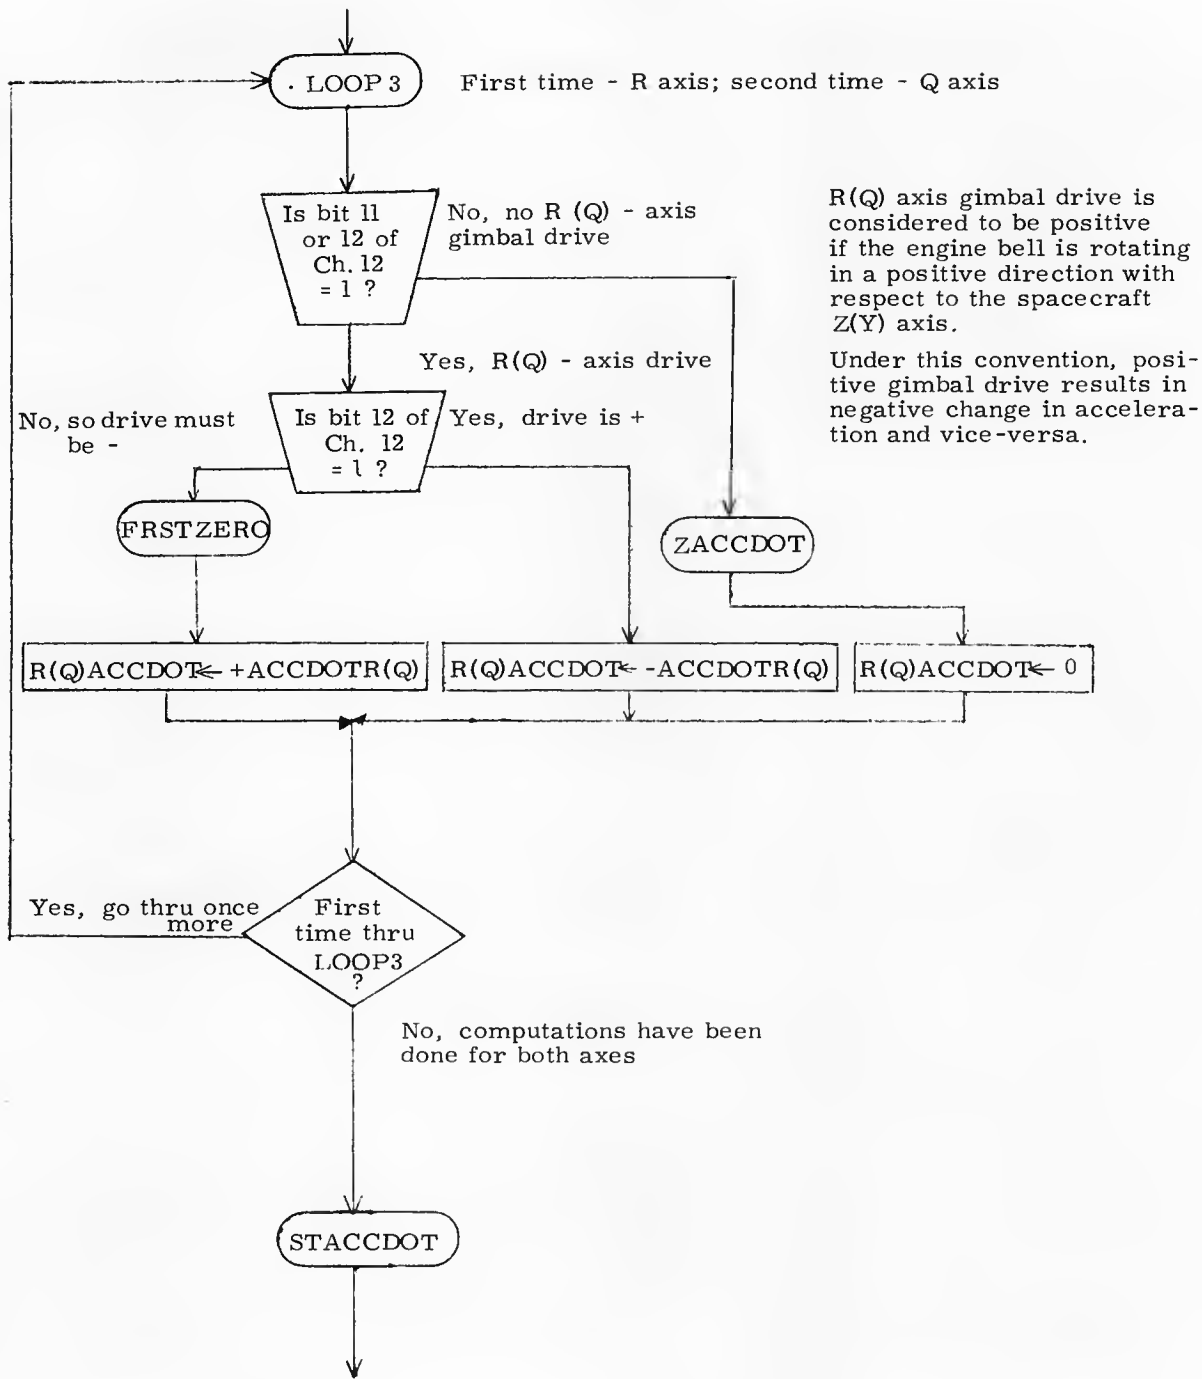 . LOOP 3
First time - R axis; second time - Q axis
Is bit 11
or 12 of
Ch. 12
= 1 ?
No, no R (Q) - axis
gimbal drive
R(Q) axis gimbal drive is
considered to be positive
if the engine bell is rotating
in a positive direction with
respect to the spacecraft
Z(Y) axis.
Under this convention, posi-
tive gimbal drive results in
negative change in accelera-
tion and vice-versa.
Yes, R(Q) - axis drive
No, so drive must
be -
Is bit 12 of
Ch. 12
= 1 ?
Yes, drive is +
FRSTZERO
ZACCDOT
R(Q)ACCDOT← +ACCDOTR(Q)
R(Q)ACCDOT← -ACCDOTR(Q)
R(Q)ACCDOT← 0
Yes, go thru once
more
First
time thru
LOOP3
?
No, computations have been
done for both axes
STACCDOT